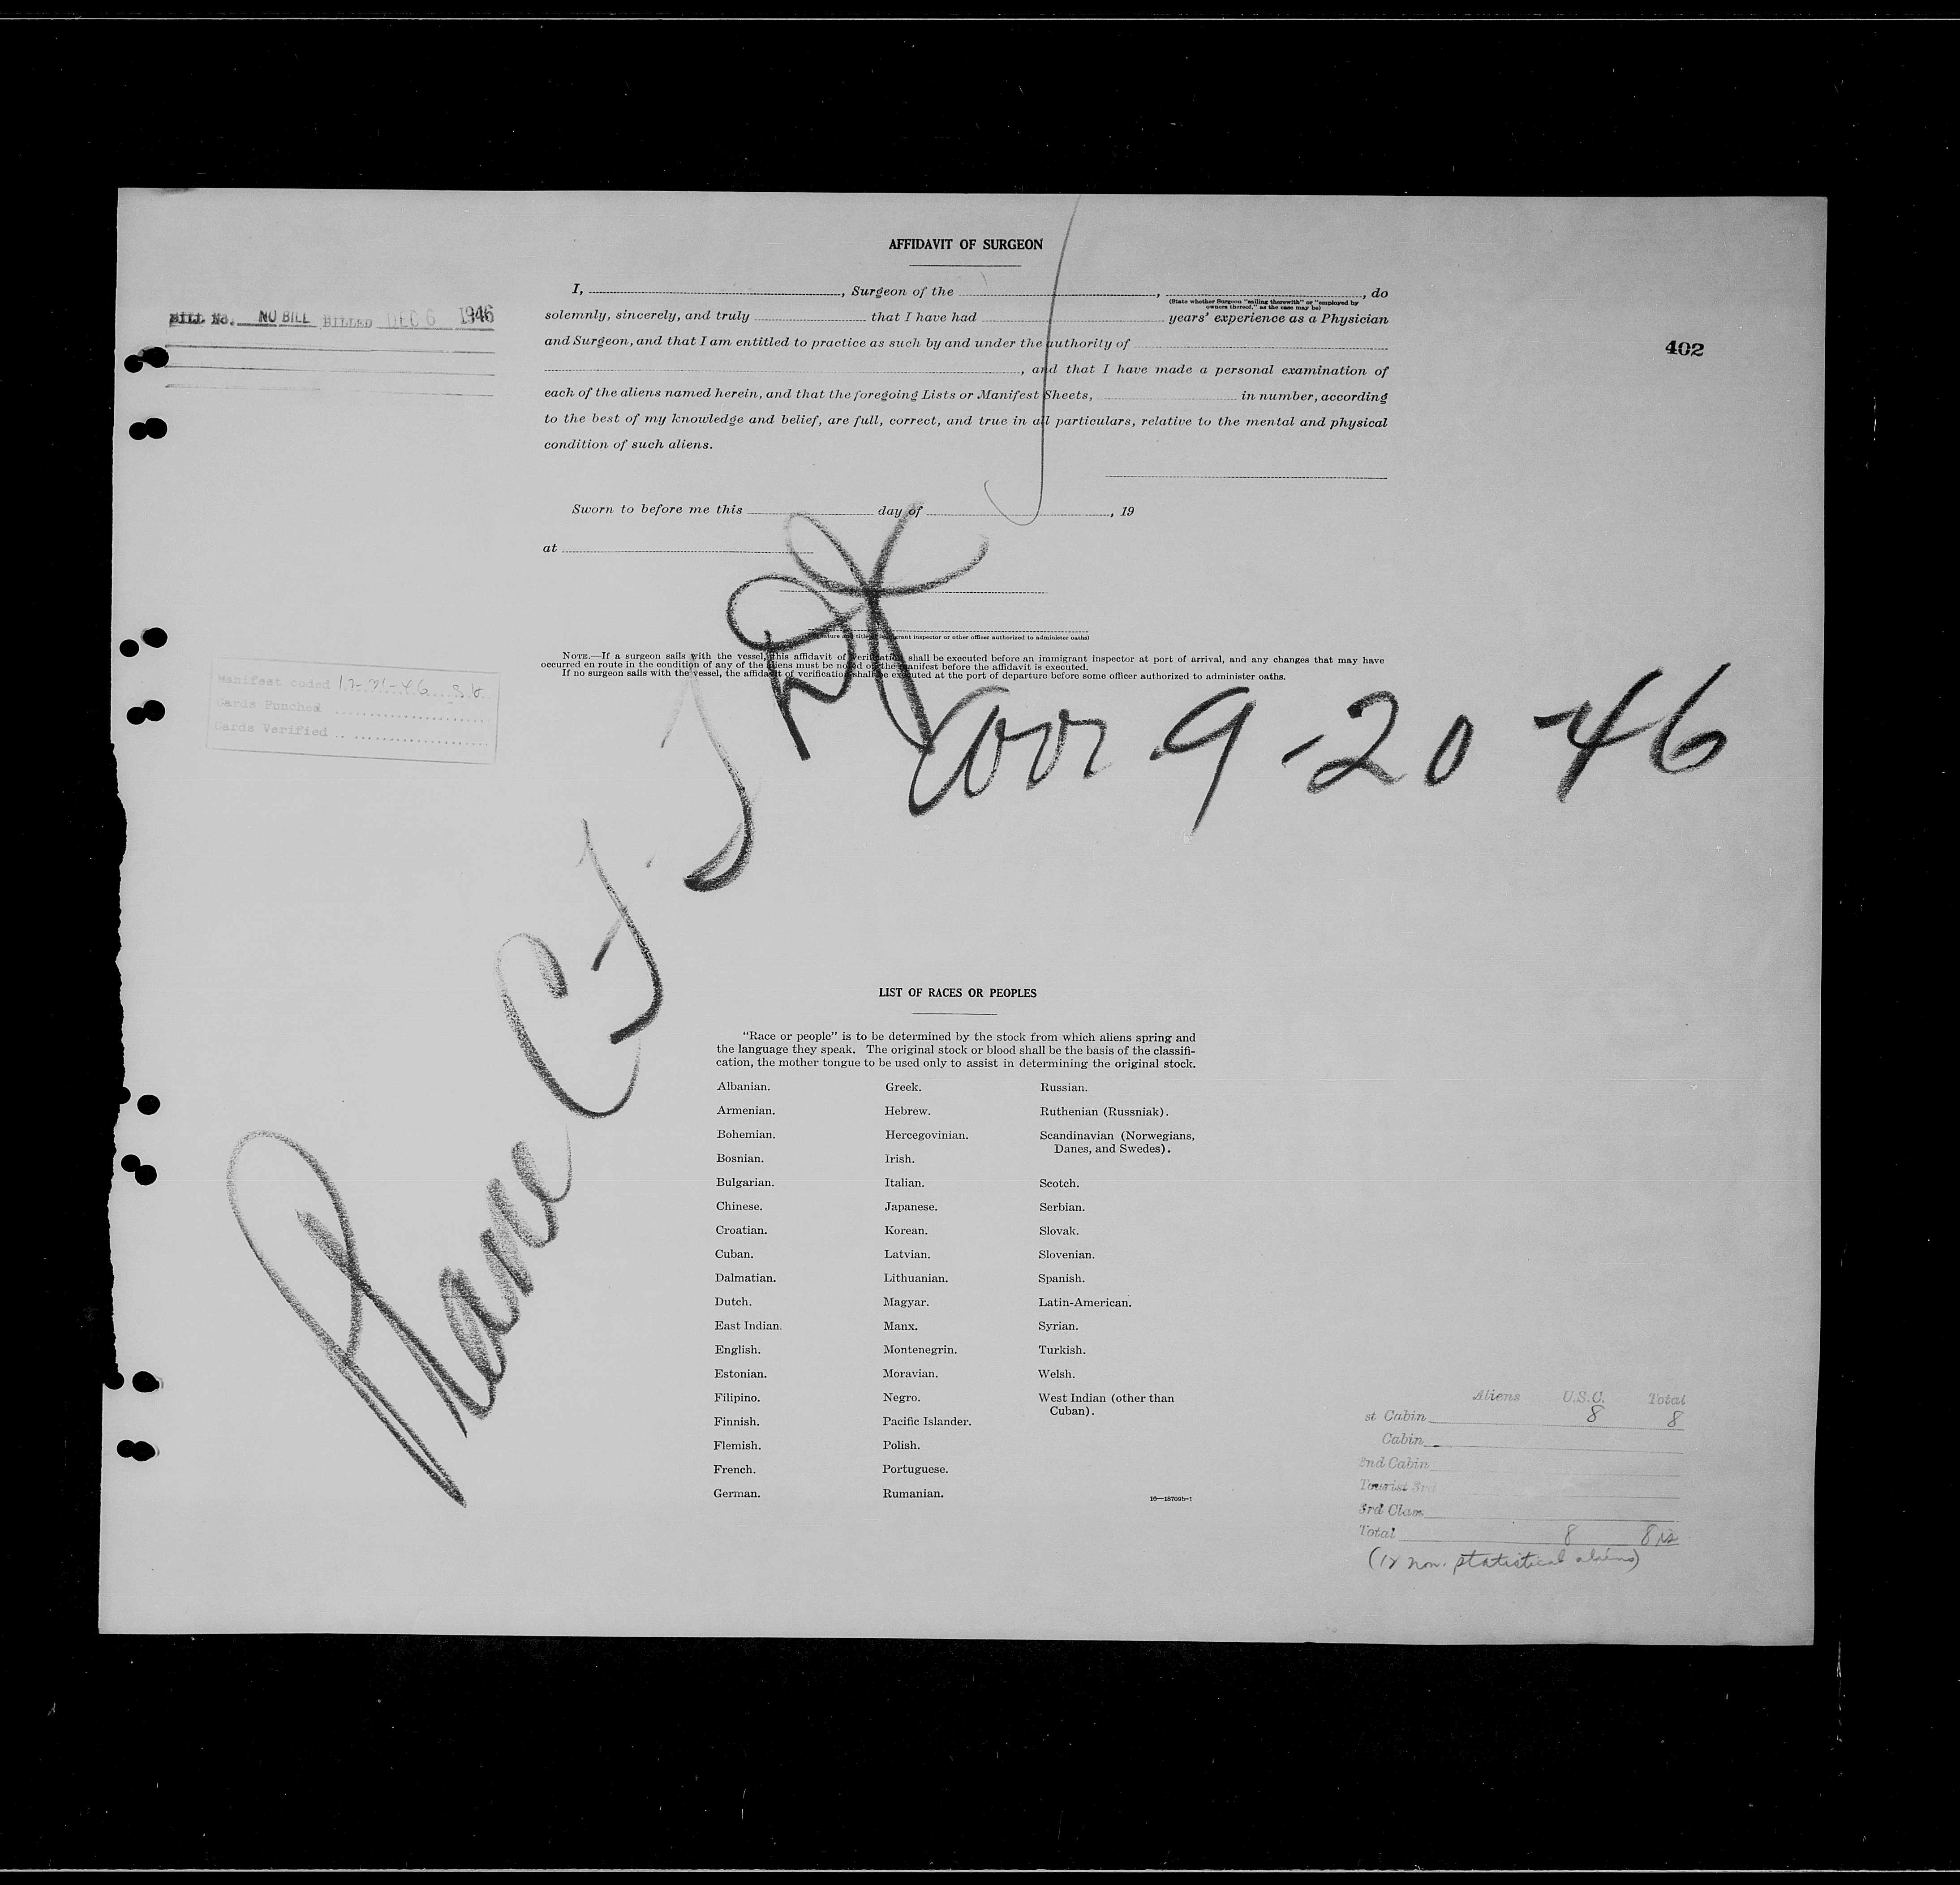 AFFIDAVIT OF SURGEON
I, , Surgeon of the , , do
(State whether Surgeon "sailing therewith" or "employed by
owners thereof," as the case may be)
solemnly, sincerely, and truly that I have had years' experience as a Physician
and Surgeon, and that I am entitled to practice as such by and under the authority of
, and that I have made a personal examination of
each of the aliens named herein, and that the foregoing Lists or Manifest Sheets, in number, according
to the best of my knowledge and belief, are full, correct, and true in all particulars, relative to the mental and physical
condition of such aliens.
Bill No. NO BILL BILLED DEC 6 1946
402
Sworn to before me this day of , 19
at
immigrant inspector or other officer authorized to administer oaths)
NOTE.—If a surgeon sails with the vessel, this affidavit of verification shall be executed before an immigrant inspector at port of arrival, and any changes that may have
occurred en route in the condition of any of the aliens must be noted on the manifest before the affidavit is executed.
If no surgeon sails with the vessel, the affidavit of verification shall be executed at the port of departure before some officer authorized to administer oaths.
Manifest coded 12-21-46
Cards Punched
Cards Verified
Plane
9-20-46
LIST OF RACES OR PEOPLES
"Race or people" is to be determined by the stock from which aliens spring and
the language they speak. The original stock or blood shall be the basis of the classifi-
cation, the mother tongue to be used only to assist in determining the original stock.
Albanian.
Armenian.
Bohemian.
Bosnian.
Bulgarian.
Chinese.
Croatian.
Cuban.
Dalmatian.
Dutch.
East Indian.
English.
Estonian.
Filipino.
Finnish.
Flemish.
French.
German.
Greek.
Hebrew.
Hercegovinian.
Irish.
Italian.
Japanese.
Korean.
Latvian.
Lithuanian.
Magyar.
Manx.
Montenegrin.
Moravian.
Negro.
Pacific Islander.
Polish.
Portuguese.
Rumanian.
Russian.
Ruthenian (Russniak).
Scandinavian (Norwegians,
Danes, and Swedes).
Scotch.
Serbian.
Slovak.
Slovenian.
Spanish.
Latin-American.
Syrian.
Turkish.
Welsh.
West Indian (other than
Cuban).
Aliens U.S.C. Total
st Cabin 8 8
Cabin
2nd Cabin
Tourist 3rd
3rd Class
Total 8 8
non. statistical aliens)